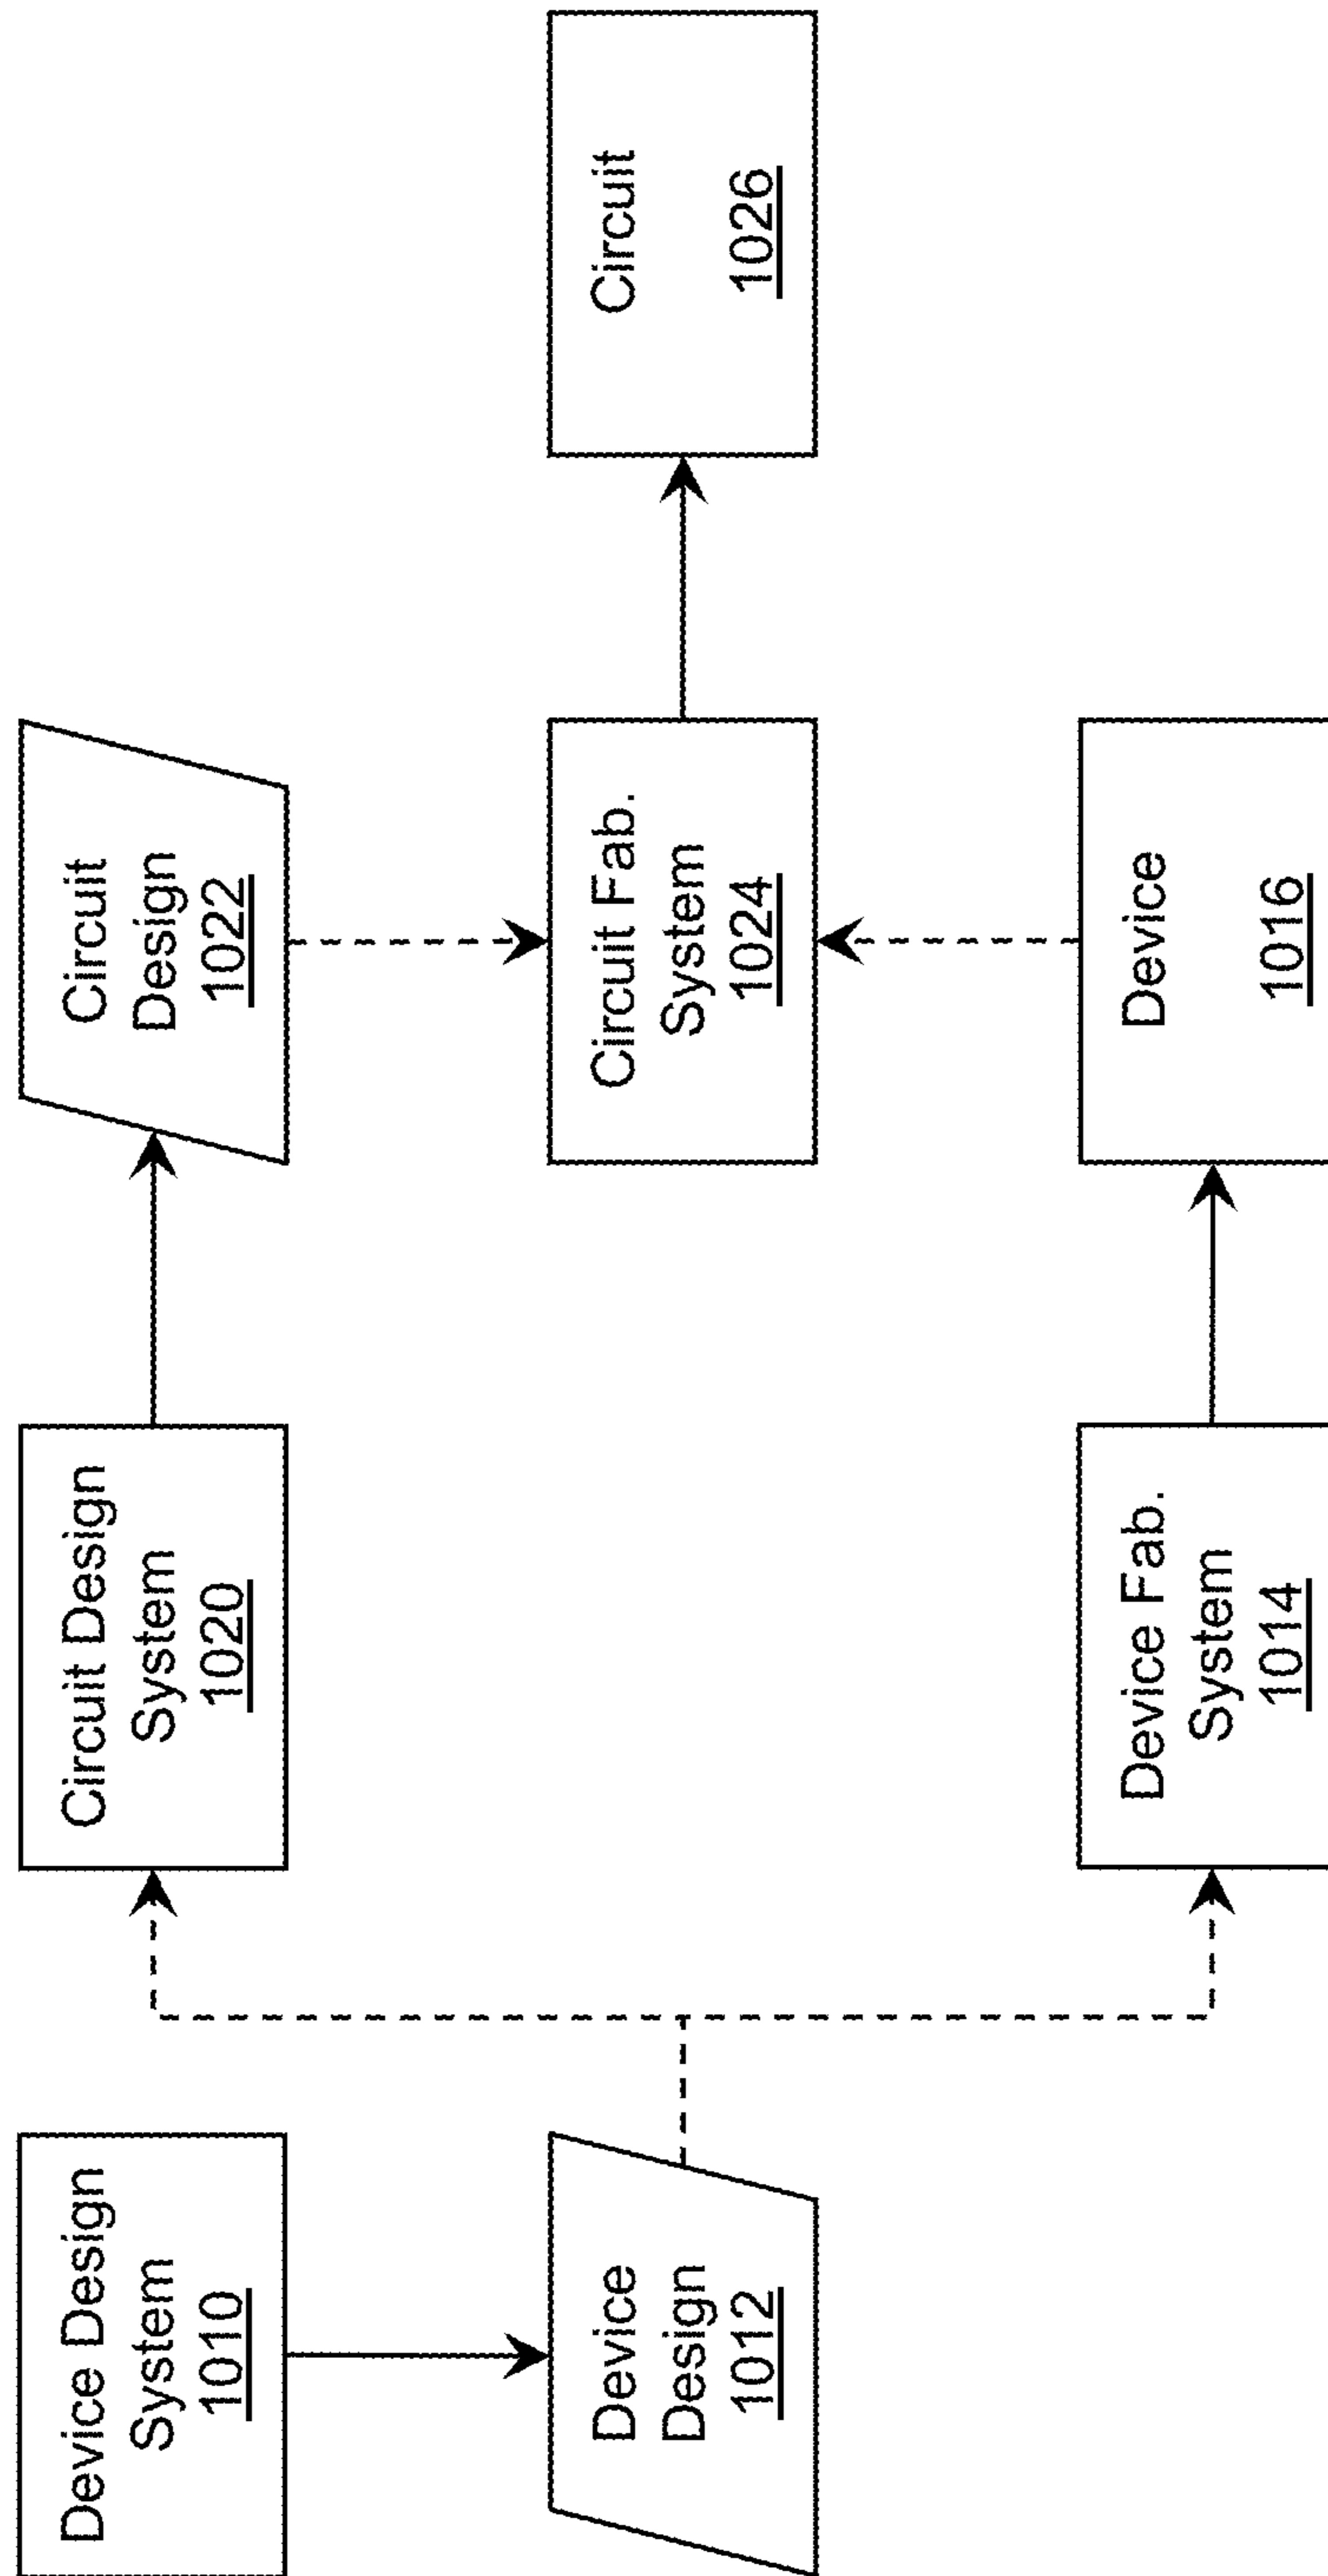 Device Design
System
1010
Circuit Design
System
1020
Circuit
Design
1022
Device
Design
1012
Circuit Fab.
System
1024
Circuit
1026
Device Fab.
System
1014
Device
1016